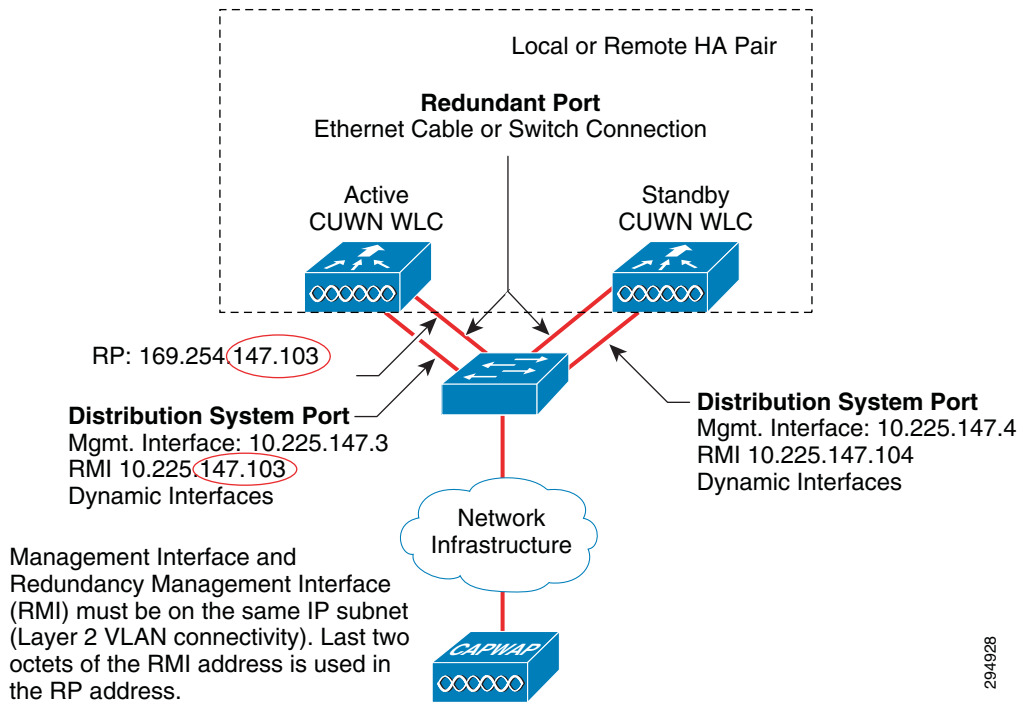 Local or Remote HA Pair
Redundant Port
Ethernet Cable or Switch Connection
Active
CUWN WLC
Standby
CUWN WLC
RP: 169.254.147.103
Distribution System Port
Mgmt. Interface: 10.225.147.3
RMI 10.225.147.103
Dynamic Interfaces
Distribution System Port
Mgmt. Interface: 10.225.147.4
RMI 10.225.147.104
Dynamic Interfaces
Network
Infrastructure
Management Interface and
Redundancy Management Interface
(RMI) must be on the same IP subnet
(Layer 2 VLAN connectivity). Last two
octets of the RMI address is used in
the RP address.
CAPWAP
294928